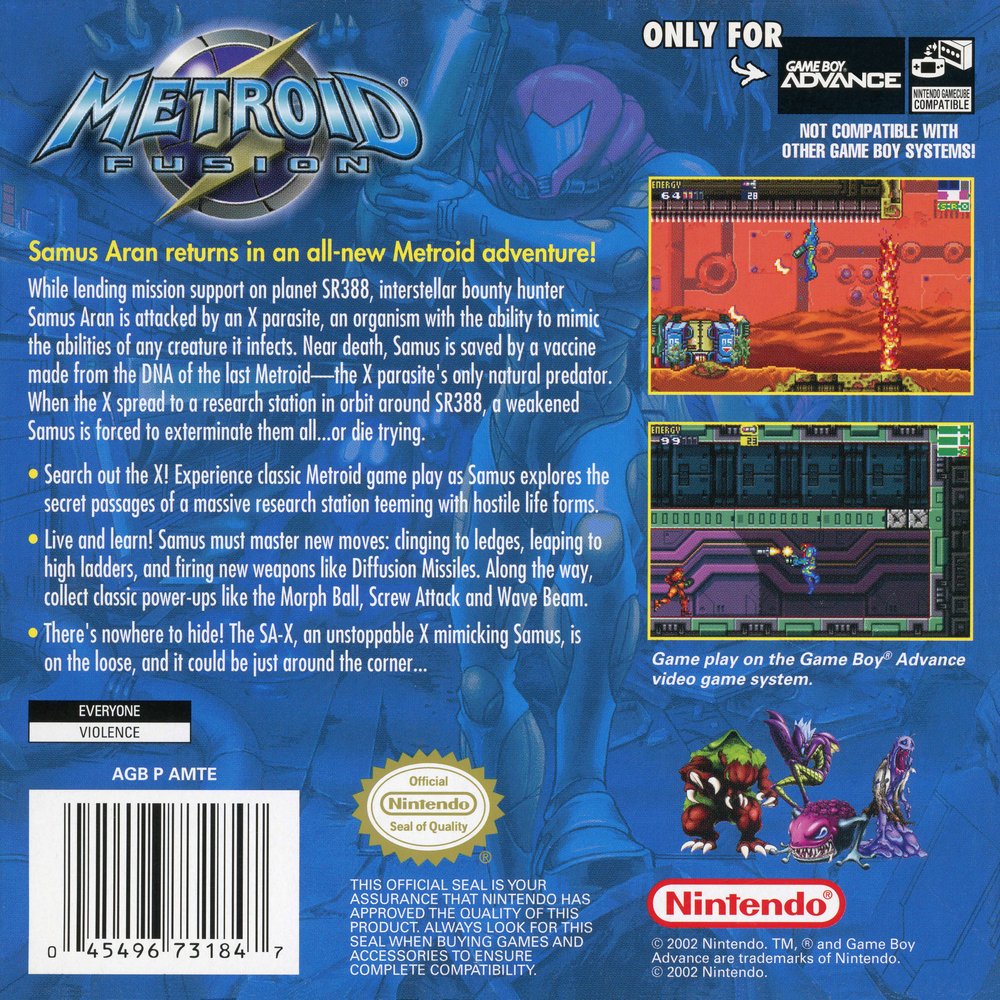 METROID®
FUSION
ONLY FOR
GAME BOY
ADVANCE
NINTENDO GAMECUBE
COMPATIBLE
NOT COMPATIBLE WITH
OTHER GAME BOY SYSTEMS!
Samus Aran returns in an all-new Metroid adventure!
While lending mission support on planet SR388, interstellar bounty hunter
Samus Aran is attacked by an X parasite, an organism with the ability to mimic
the abilities of any creature it infects. Near death, Samus is saved by a vaccine
made from the DNA of the last Metroid—the X parasite's only natural predator.
When the X spread to a research station in orbit around SR388, a weakened
Samus is forced to exterminate them all...or die trying.
• Search out the X! Experience classic Metroid game play as Samus explores the
secret passages of a massive research station teeming with hostile life forms.
• Live and learn! Samus must master new moves: clinging to ledges, leaping to
high ladders, and firing new weapons like Diffusion Missiles. Along the way,
collect classic power-ups like the Morph Ball, Screw Attack and Wave Beam.
• There's nowhere to hide! The SA-X, an unstoppable X mimicking Samus, is
on the loose, and it could be just around the corner...
ENERGY
64
28
05
05
ENERGY
99
23
S
Game play on the Game Boy® Advance
video game system.
EVERYONE
VIOLENCE
AGB P AMTE
0 45496 73184 7
Official
Nintendo
Seal of Quality
®
THIS OFFICIAL SEAL IS YOUR
ASSURANCE THAT NINTENDO HAS
APPROVED THE QUALITY OF THIS
PRODUCT. ALWAYS LOOK FOR THIS
SEAL WHEN BUYING GAMES AND
ACCESSORIES TO ENSURE
COMPLETE COMPATIBILITY.
Nintendo®
© 2002 Nintendo. TM, ® and Game Boy
Advance are trademarks of Nintendo.
© 2002 Nintendo.